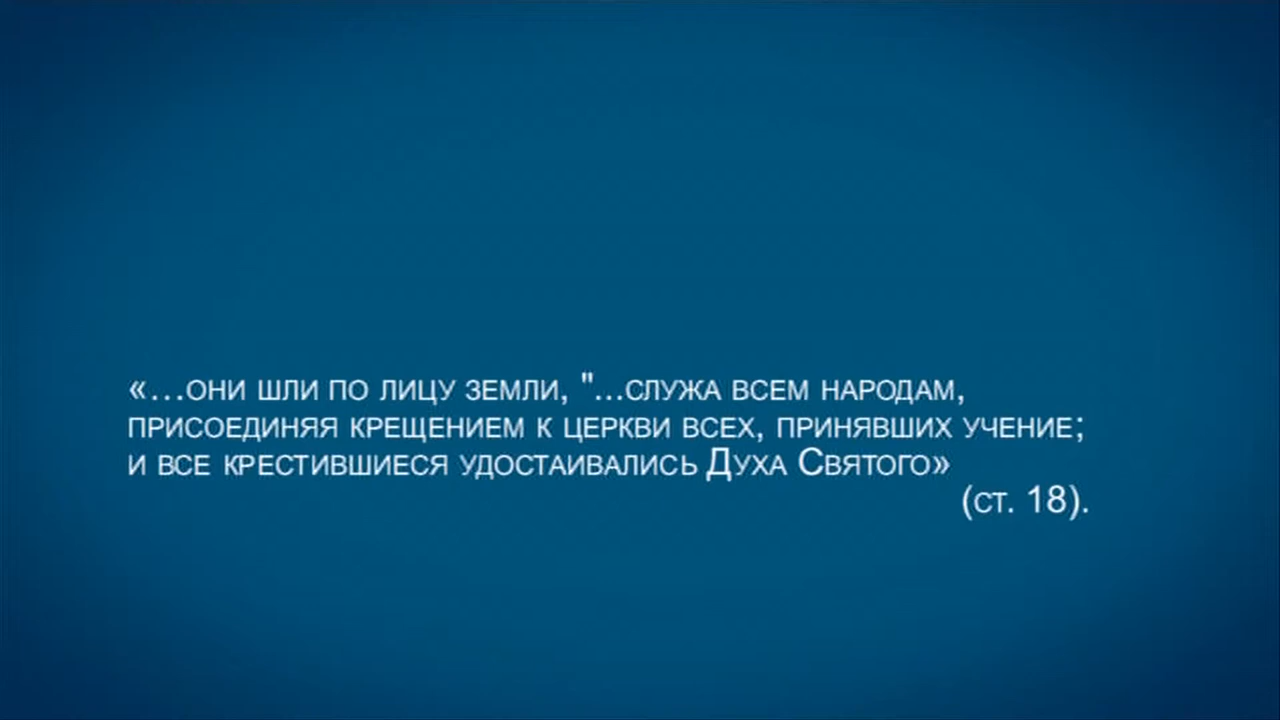 «…они шли по лицу земли, "...служа всем народам,
присоединяя крещением к церкви всех, принявших учение;
и все крестившиеся удостаивались Духа Святого»
(ст. 18).